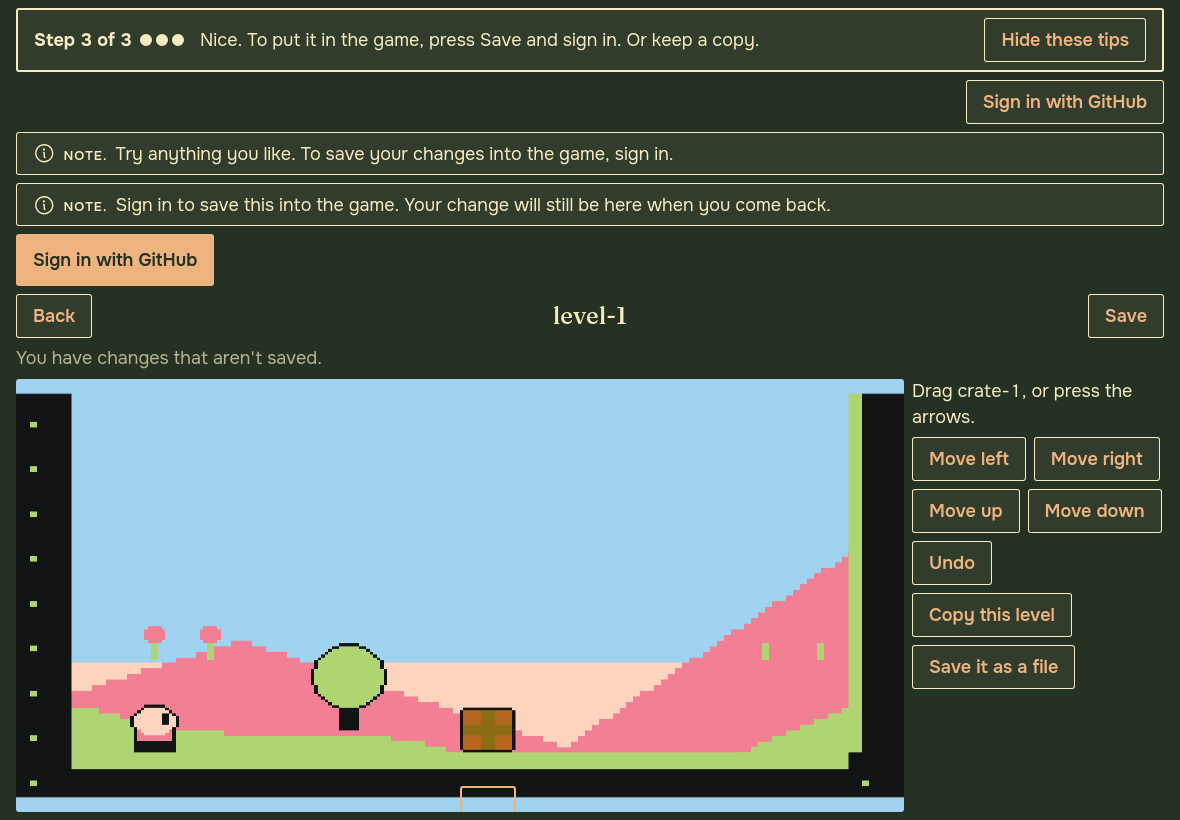 Step 3 of 3 Nice. To put it in the game, press Save and sign in. Or keep a copy. Hide these tips
Sign in with GitHub
NOTE. Try anything you like. To save your changes into the game, sign in.
NOTE. Sign in to save this into the game. Your change will still be here when you come back.
Sign in with GitHub
Back level-1 Save
You have changes that aren't saved.
Drag crate-1, or press the
arrows.
Move left Move right
Move up Move down
Undo
Copy this level
Save it as a file